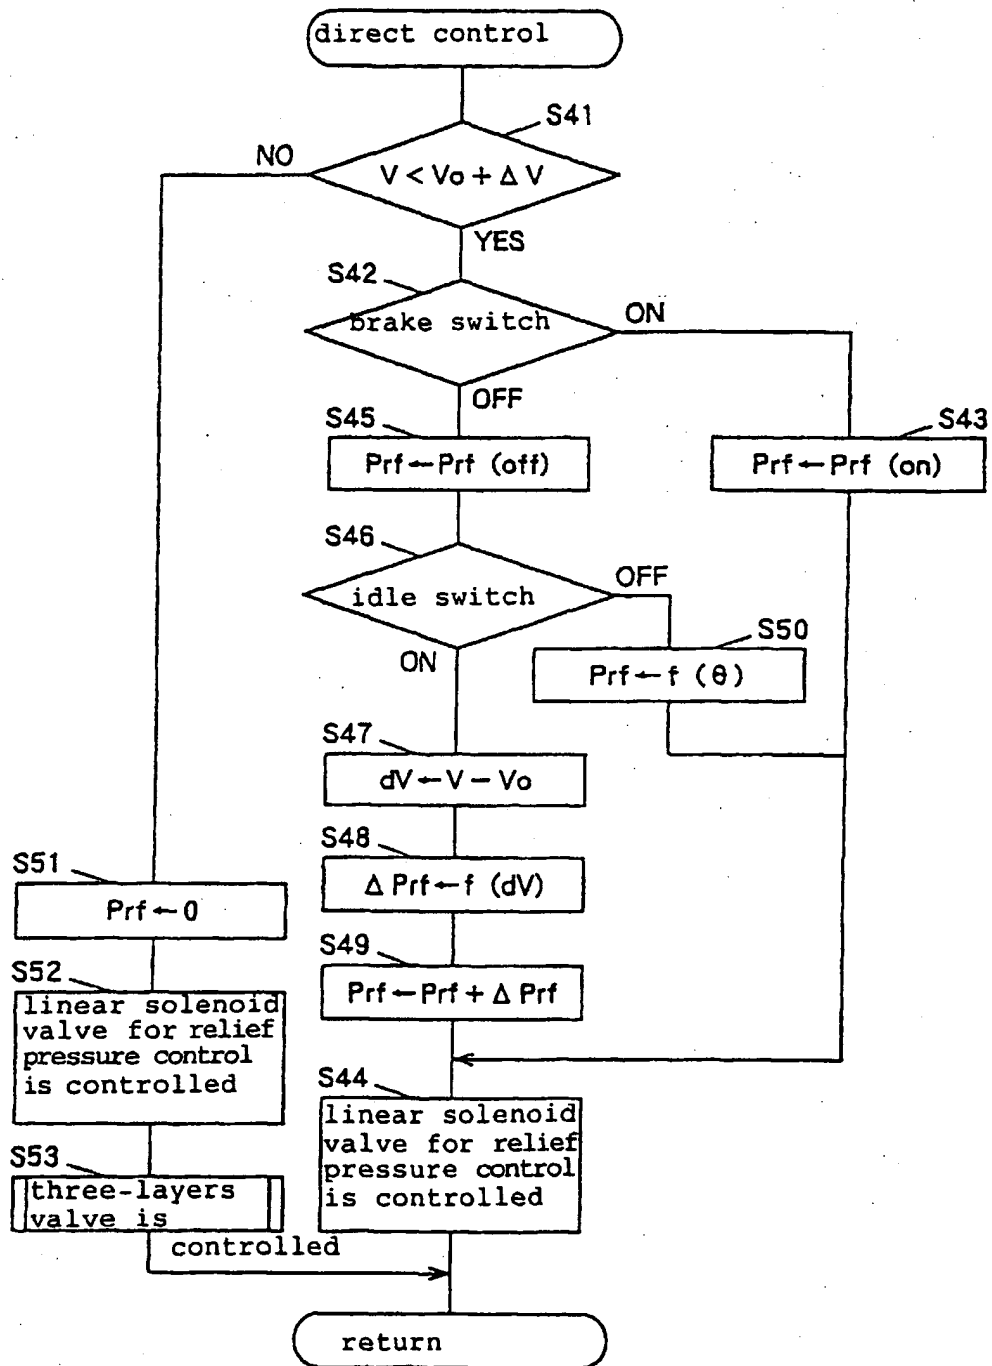 direct control
S41
NO
V < Vo + Δ V
YES
S42
brake switch
ON
OFF
S45
Prf ← Prf (off)
S43
Prf ← Prf (on)
S46
idle switch
OFF
ON
S50
Prf ← f (θ)
S47
dV ← V − Vo
S48
Δ Prf ← f (dV)
S49
Prf ← Prf + Δ Prf
S51
Prf ← 0
S52
linear solenoid
valve for relief
pressure control
is controlled
S53
three-layers
valve is
controlled
S44
linear solenoid
valve for relief
pressure control
is controlled
return